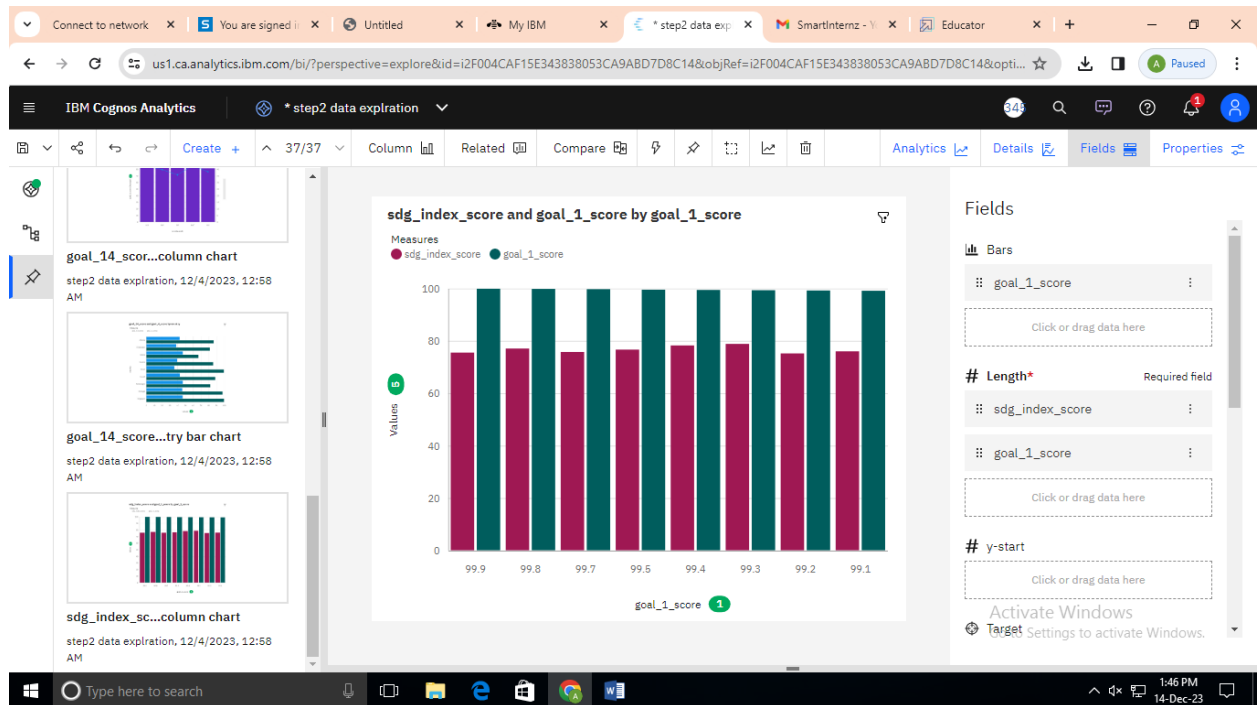 Connect to network
You are signed i
Untitled
My IBM
* step2 data exp
SmartInternz - Y
Educator
us1.ca.analytics.ibm.com/bi/?perspective=explore&id=i2F004CAF15E343838053CA9ABD7D8C14&objRef=i2F004CAF15E343838053CA9ABD7D8C14&opti...
A Paused
IBM Cognos Analytics
* step2 data expltration
345
1
Create +
37/37
Column
Related
Compare
Analytics
Details
Fields
Properties
goal_14_scor...column chart
step2 data expltration, 12/4/2023, 12:58
AM
goal_14_score...try bar chart
step2 data expltration, 12/4/2023, 12:58
AM
sdg_index_sc...column chart
step2 data expltration, 12/4/2023, 12:58
AM
sdg_index_score and goal_1_score by goal_1_score
Measures
sdg_index_score goal_1_score
100
80
60
40
20
0
Values 5
99.9 99.8 99.7 99.5 99.4 99.3 99.2 99.1
goal_1_score 1
Fields
Bars
goal_1_score
Click or drag data here
# Length* Required field
sdg_index_score
goal_1_score
Click or drag data here
# y-start
Click or drag data here
Target
Activate Windows
Go to Settings to activate Windows.
Type here to search
1:46 PM
14-Dec-23